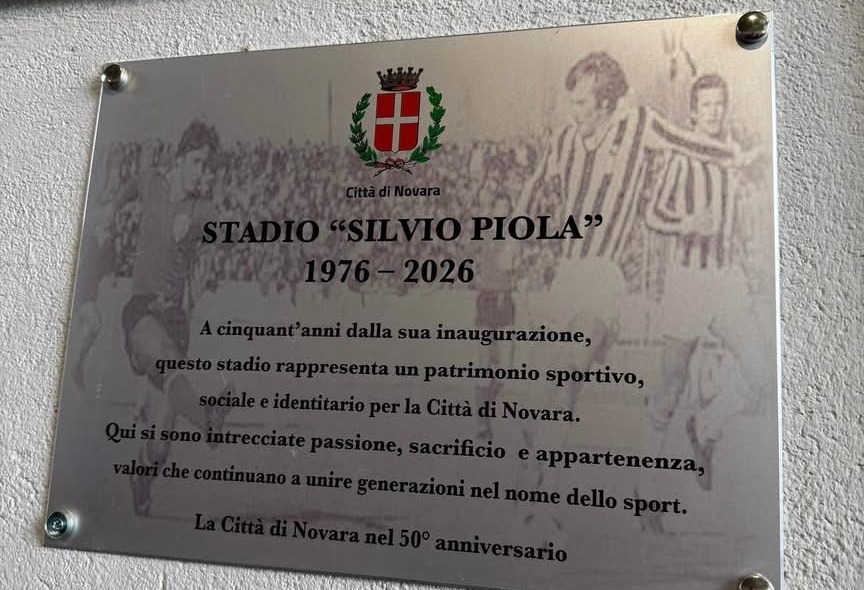 Città di Novara
STADIO “SILVIO PIOLA”
1976 – 2026
A cinquant’anni dalla sua inaugurazione,
questo stadio rappresenta un patrimonio sportivo,
sociale e identitario per la Città di Novara.
Qui si sono intrecciate passione, sacrificio e appartenenza,
valori che continuano a unire generazioni nel nome dello sport.
La Città di Novara nel 50° anniversario